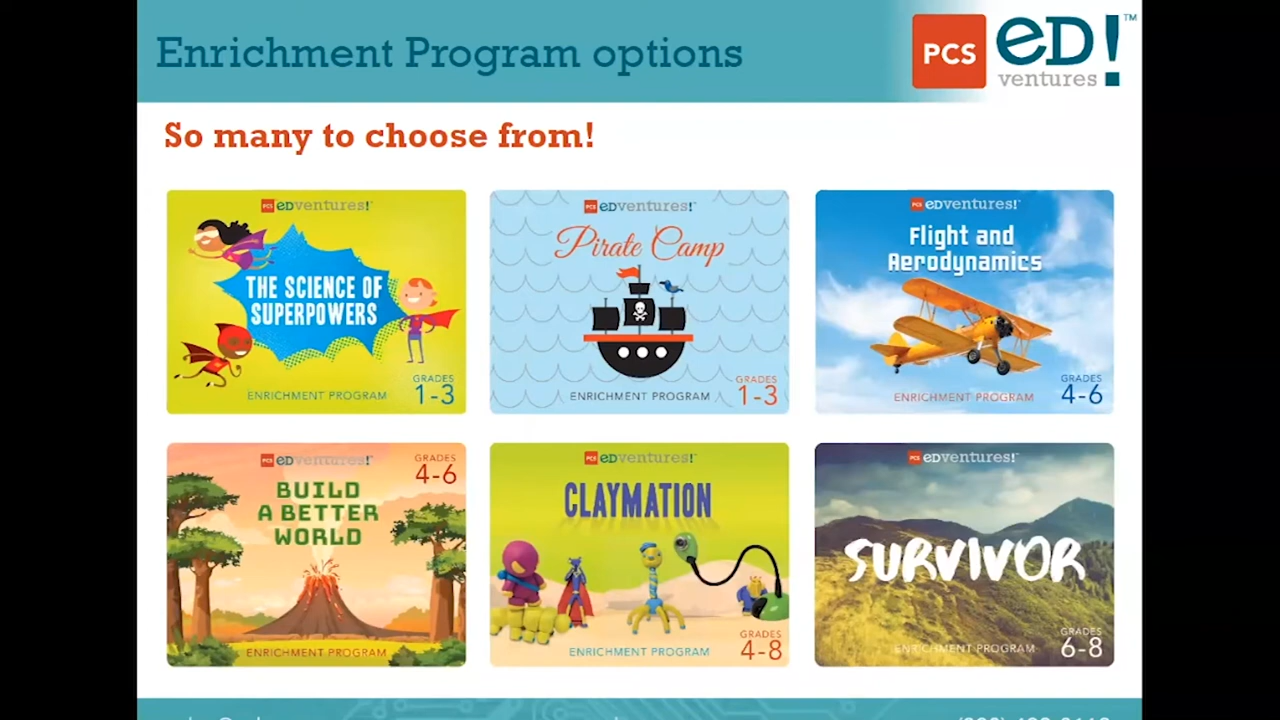 Enrichment Program options
PCS
eD!™
ventures
So many to choose from!
PCS eDventures!
THE SCIENCE OF
SUPERPOWERS
ENRICHMENT PROGRAM
GRADES
1-3
PCS eDventures!
Pirate Camp
ENRICHMENT PROGRAM
GRADES
1-3
PCS eDventures!
Flight and
Aerodynamics
ENRICHMENT PROGRAM
GRADES
4-6
PCS eDventures!
GRADES
4-6
BUILD
A BETTER
WORLD
ENRICHMENT PROGRAM
PCS eDventures!
CLAYMATION
ENRICHMENT PROGRAM
GRADES
4-8
PCS eDventures!
SURVIVOR
ENRICHMENT PROGRAM
GRADES
6-8